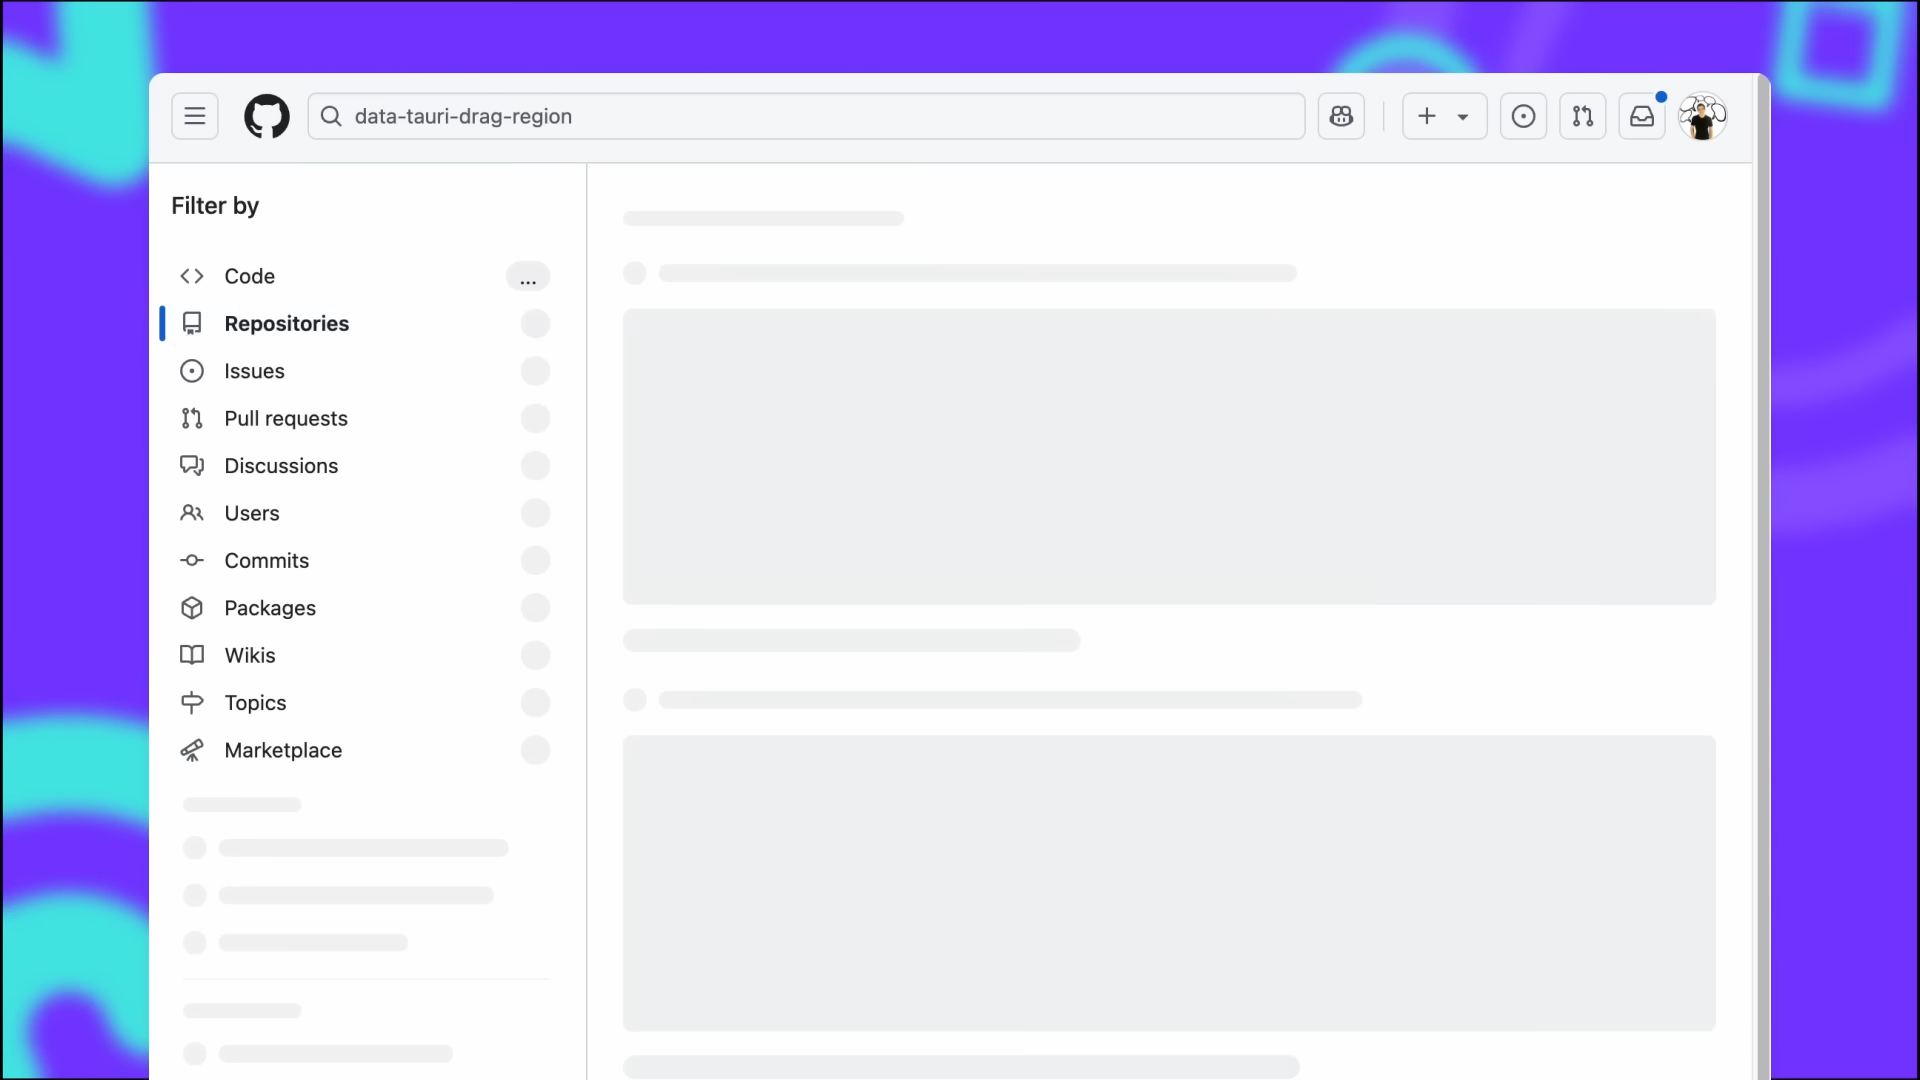 data-tauri-drag-region
Filter by
Code
...
Repositories
Issues
Pull requests
Discussions
Users
Commits
Packages
Wikis
Topics
Marketplace